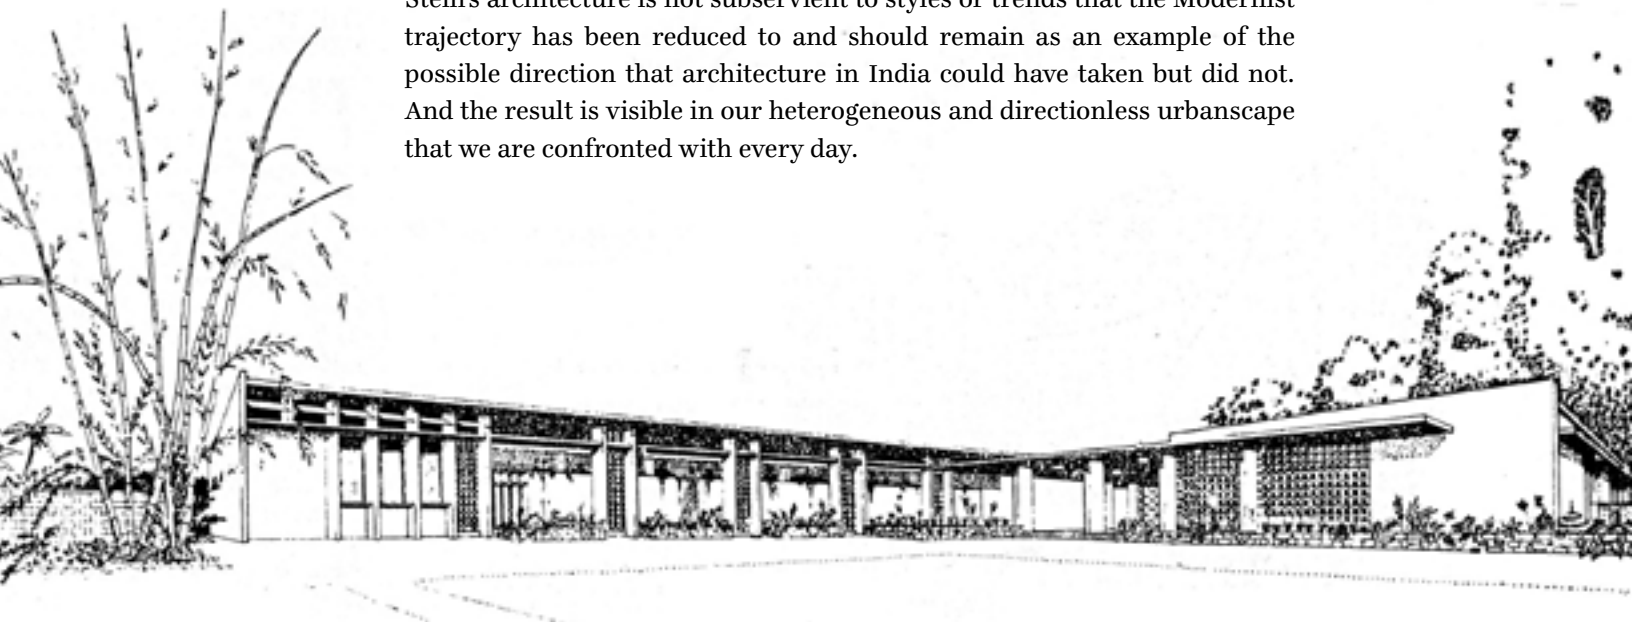 Stein's architecture is not subservient to styles or trends that the Modernist
trajectory has been reduced to and should remain as an example of the
possible direction that architecture in India could have taken but did not.
And the result is visible in our heterogeneous and directionless urbanscape
that we are confronted with every day.